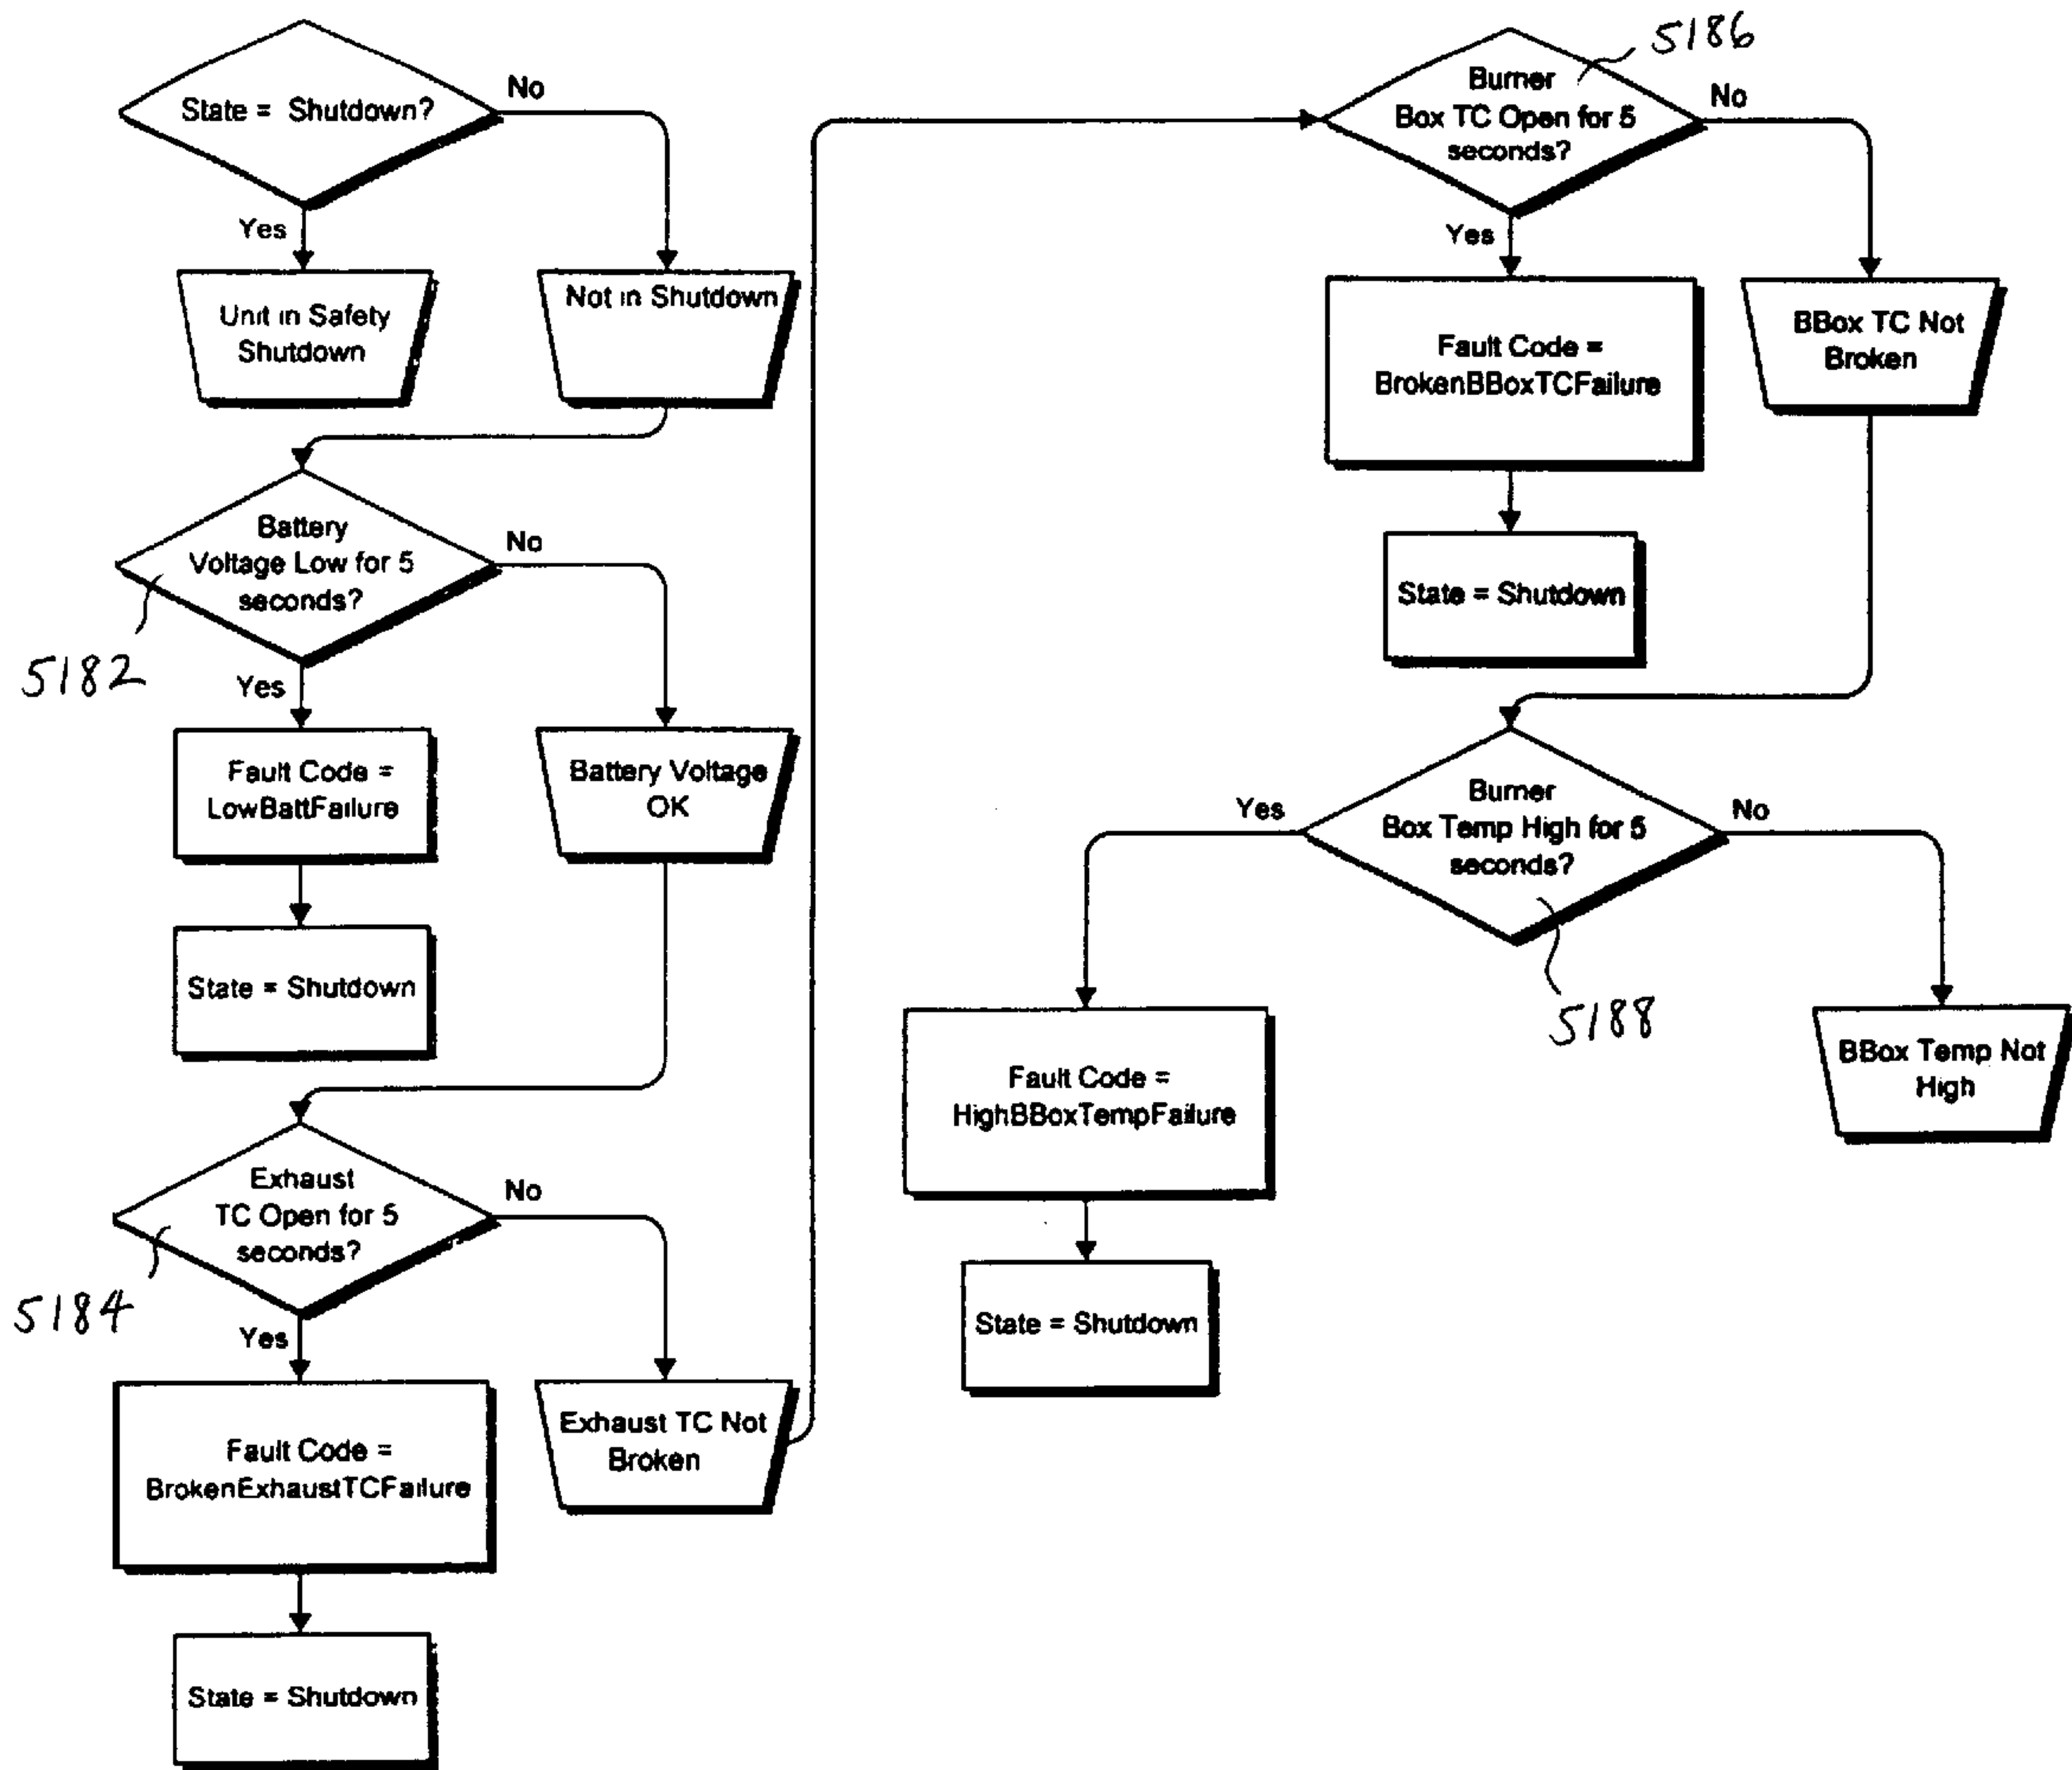 State = Shutdown?
No
Yes
Unit in Safety
Shutdown
Not in Shutdown
Battery
Voltage Low for 5
seconds?
No
5182
Yes
Fault Code =
LowBattFailure
Battery Voltage
OK
State = Shutdown
Exhaust
TC Open for 5
seconds?
No
5184
Yes
Fault Code =
BrokenExhaustTCFailure
Exhaust TC Not
Broken
State = Shutdown
5186
Burner
Box TC Open for 5
seconds?
No
Yes
Fault Code =
BrokenBBoxTCFailure
BBox TC Not
Broken
State = Shutdown
Burner
Box Temp High for 5
seconds?
Yes
No
5188
Fault Code =
HighBBoxTempFailure
BBox Temp Not
High
State = Shutdown